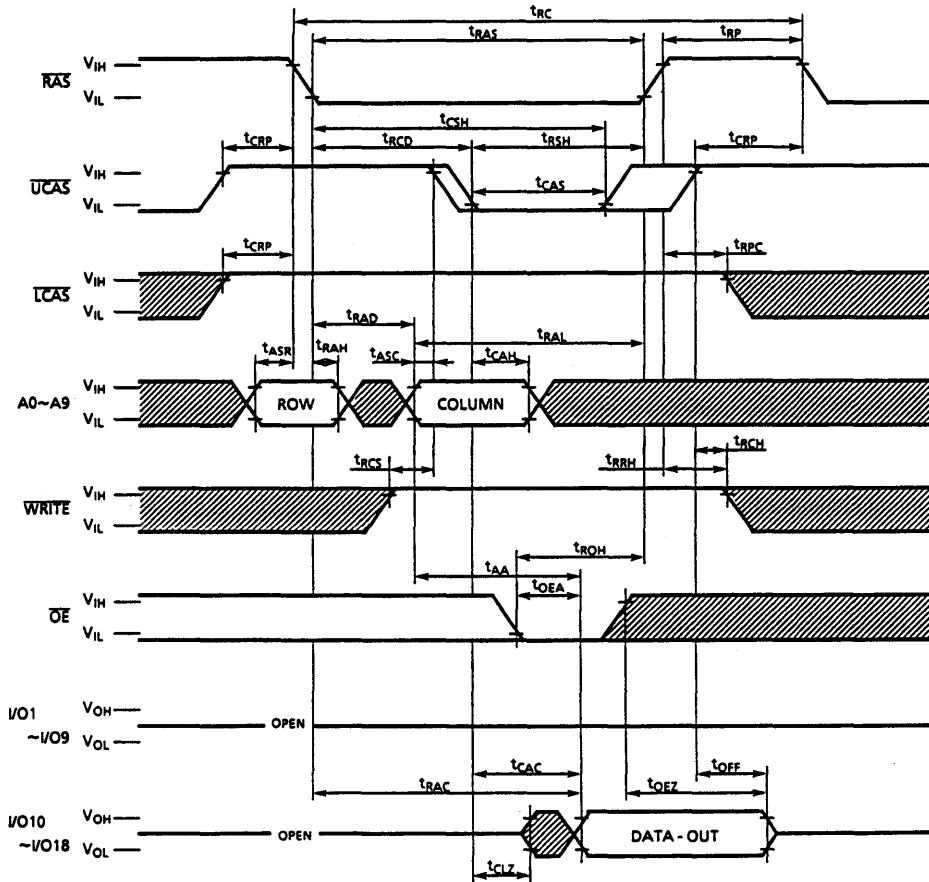 tRC
tRAS tRP
RAS VIH
VIL
tCSH
tCRP tRCD tRSH tCRP
UCAS VIH
VIL
tCAS
tCRP tRPC
LCAS VIH
VIL
tRAD tRAL
tASR tRAH tASC tCAH
A0~A9 VIH
VIL
ROW COLUMN
tRCH
tRCS tRRH
WRITE VIH
VIL
tROH
tAA
tOEA
OE VIH
VIL
I/O1
~I/O9
VOH
VOL
OPEN
tCAC tOFF
tRAC tOEZ
I/O10
~I/O18
VOH
VOL
OPEN DATA-OUT
tCLZ